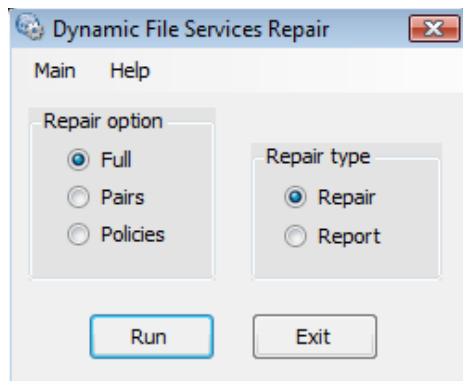 Dynamic File Services Repair
Main Help
Repair option
Full
Pairs
Policies
Repair type
Repair
Report
Run Exit